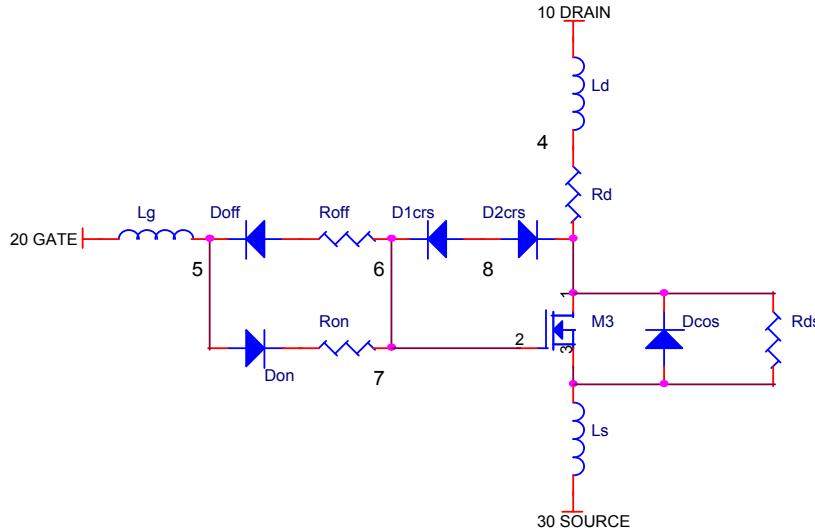 10 DRAIN
Ld
4
Rd
Lg
Doff
Roff
D1crs
D2crs
20 GATE
5
6
8
1
Ron
2
M3
Dcos
Rds
3
Don
7
Ls
30 SOURCE